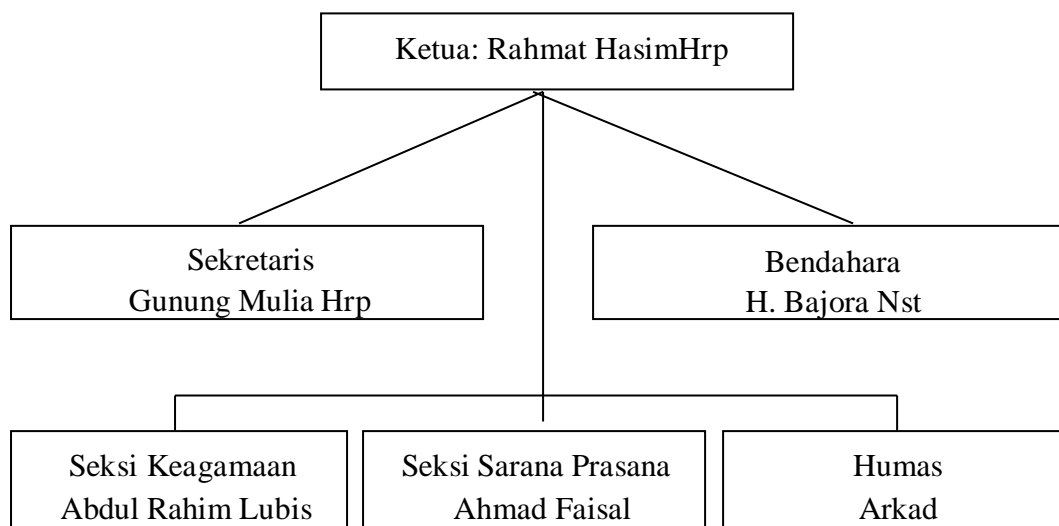 Ketua: Rahmat HasimHrp
Sekretaris
Gunung Mulia Hrp
Bendahara
H. Bajora Nst
Seksi Keagamaan
Abdul Rahim Lubis
Seksi Sarana Prasana
Ahmad Faisal
Humas
Arkad